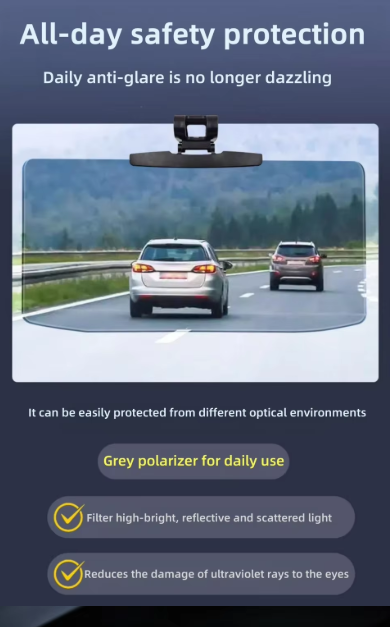 All-day safety protection
Daily anti-glare is no longer dazzling
It can be easily protected from different optical environments
Grey polarizer for daily use
Filter high-bright, reflective and scattered light
Reduces the damage of ultraviolet rays to the eyes